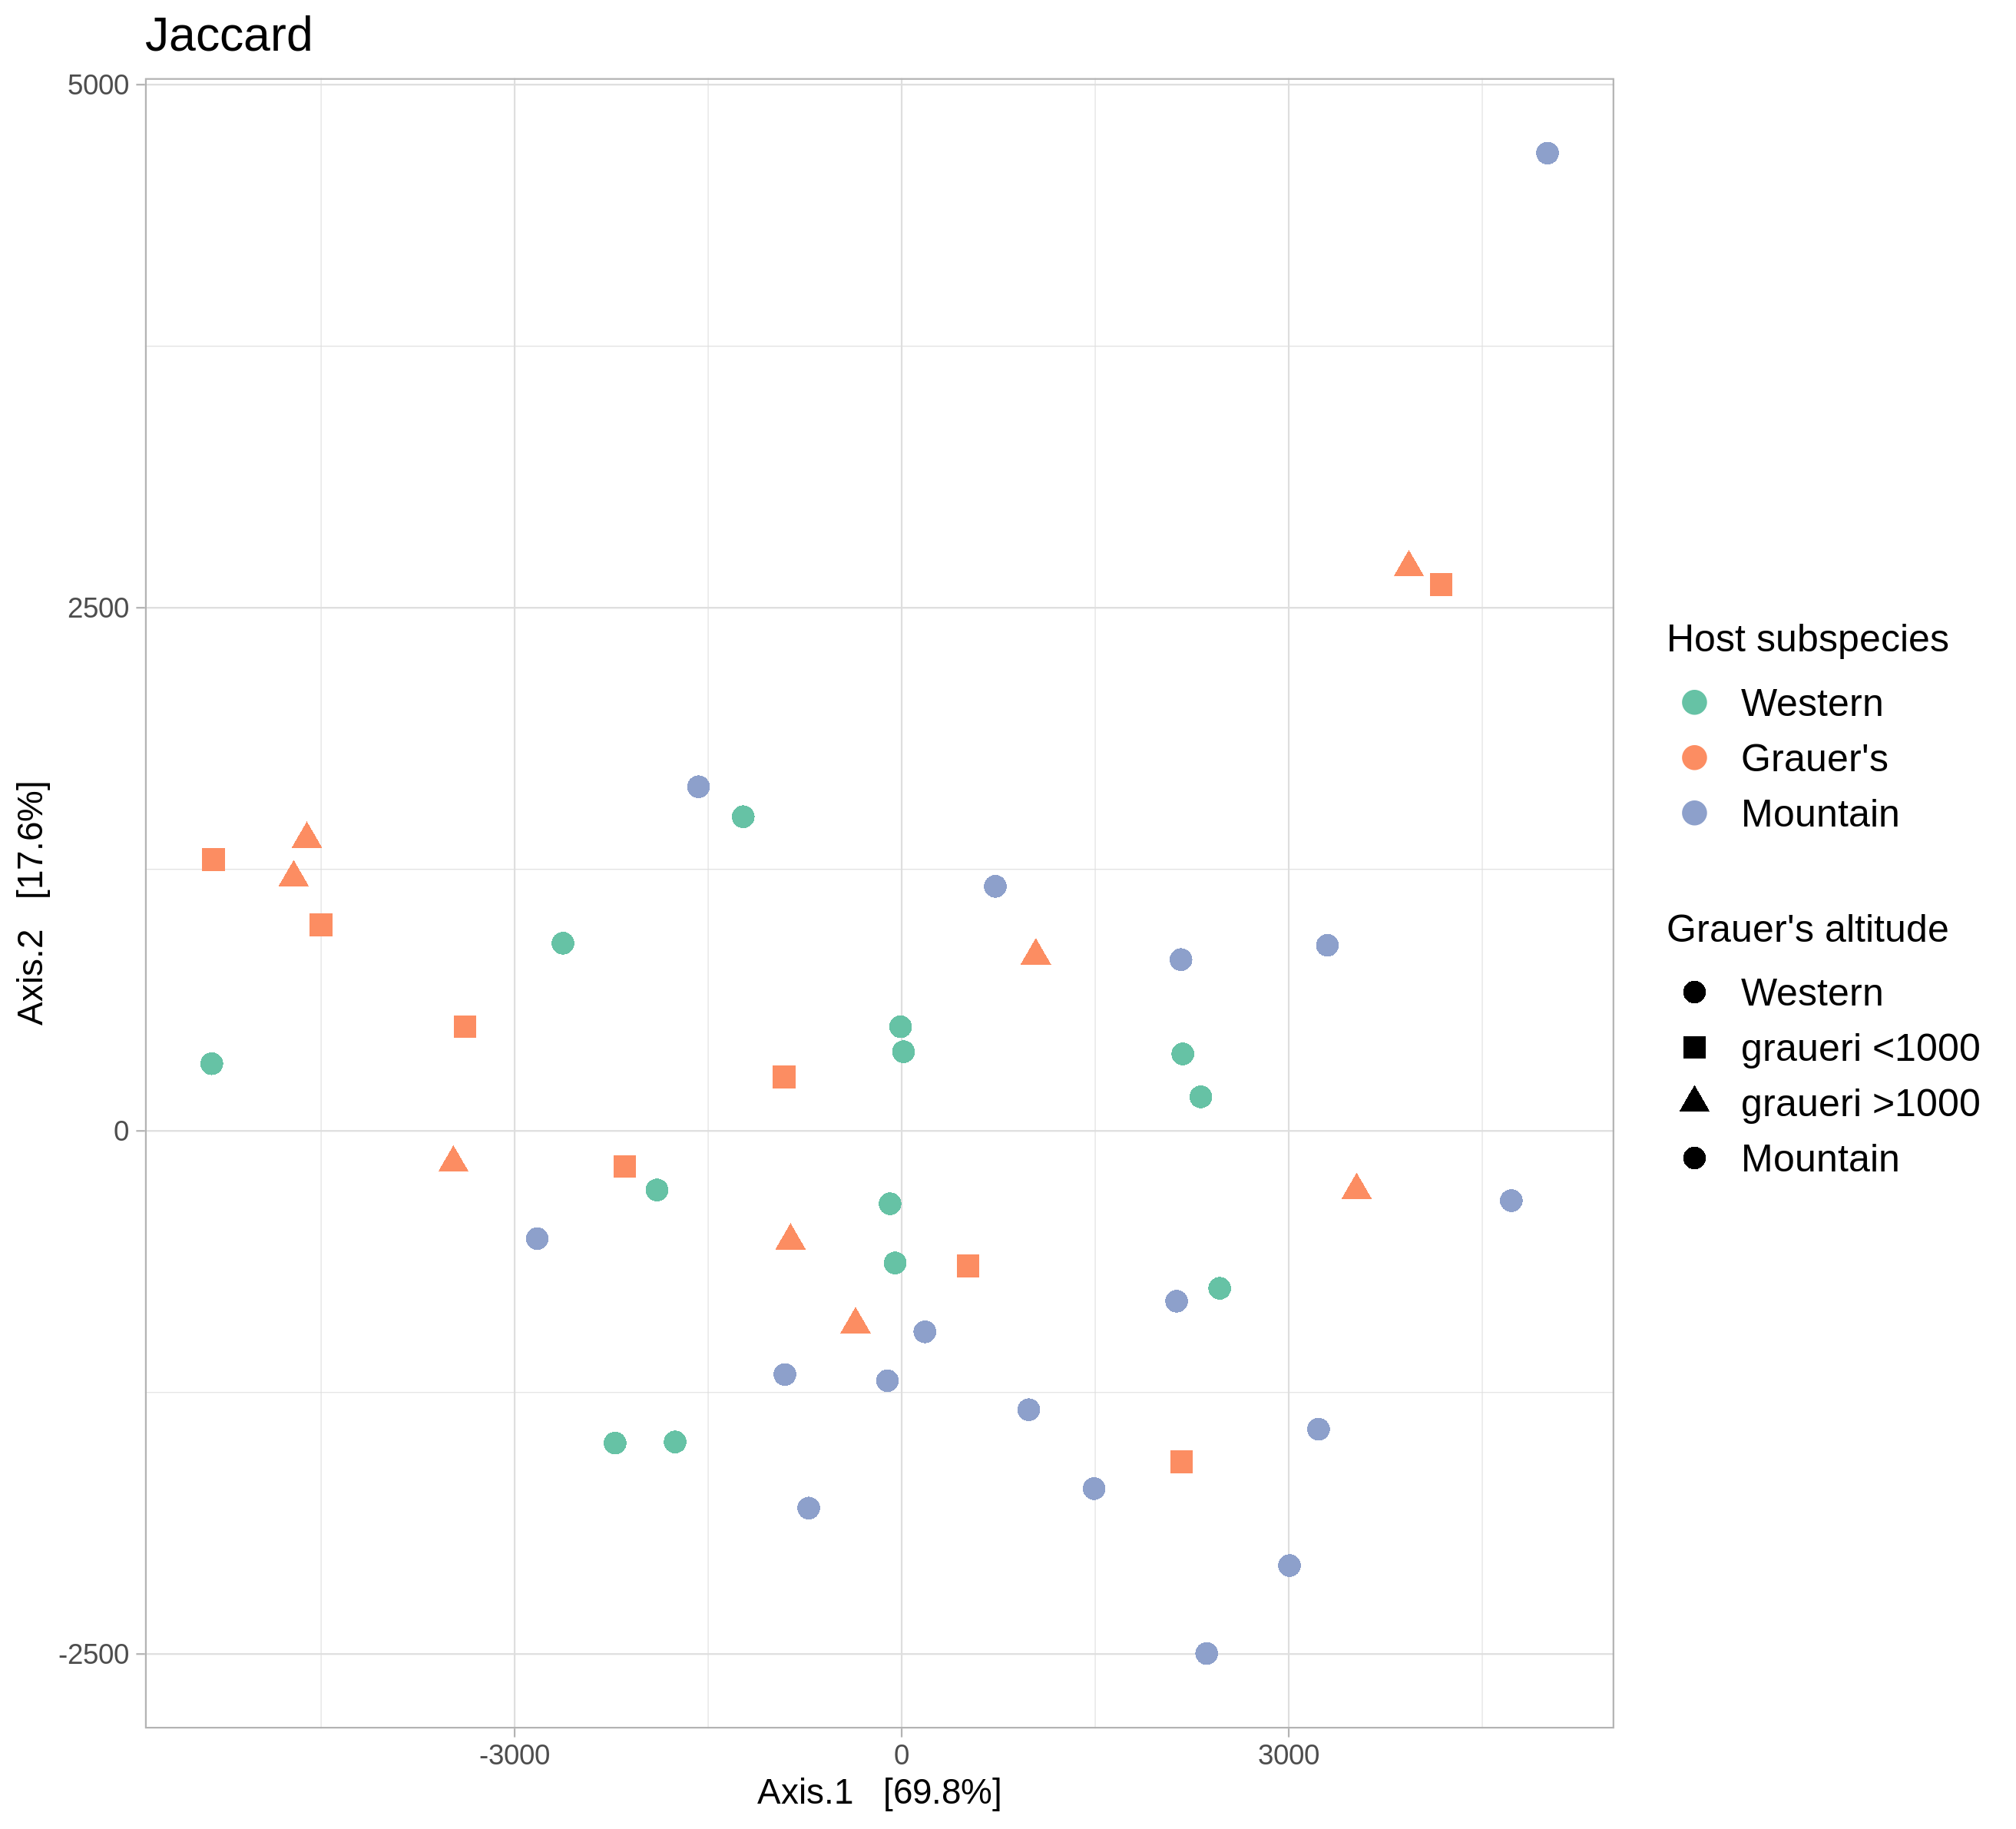 Jaccard
5000
2500
0
-2500
Axis.2 [17.6%]
-3000 0 3000
Axis.1 [69.8%]
Host subspecies
Western
Grauer's
Mountain
Grauer's altitude
Western
graueri <1000
graueri >1000
Mountain